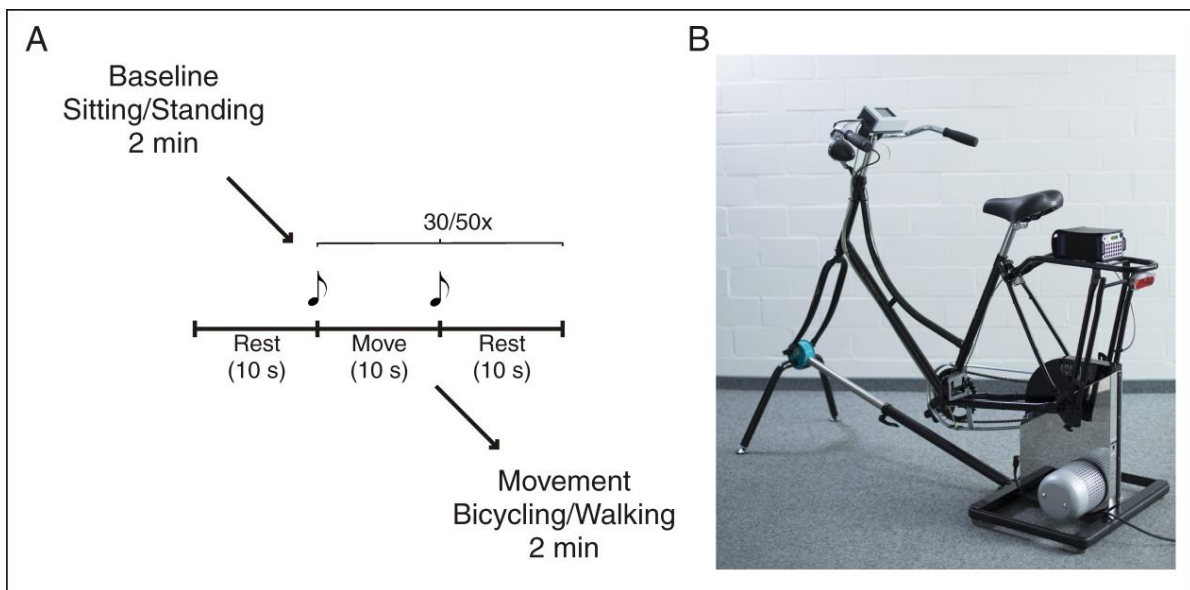 A
Baseline
Sitting/Standing
2 min
30/50x
Rest
(10 s)
Move
(10 s)
Rest
(10 s)
Movement
Bicycling/Walking
2 min
B